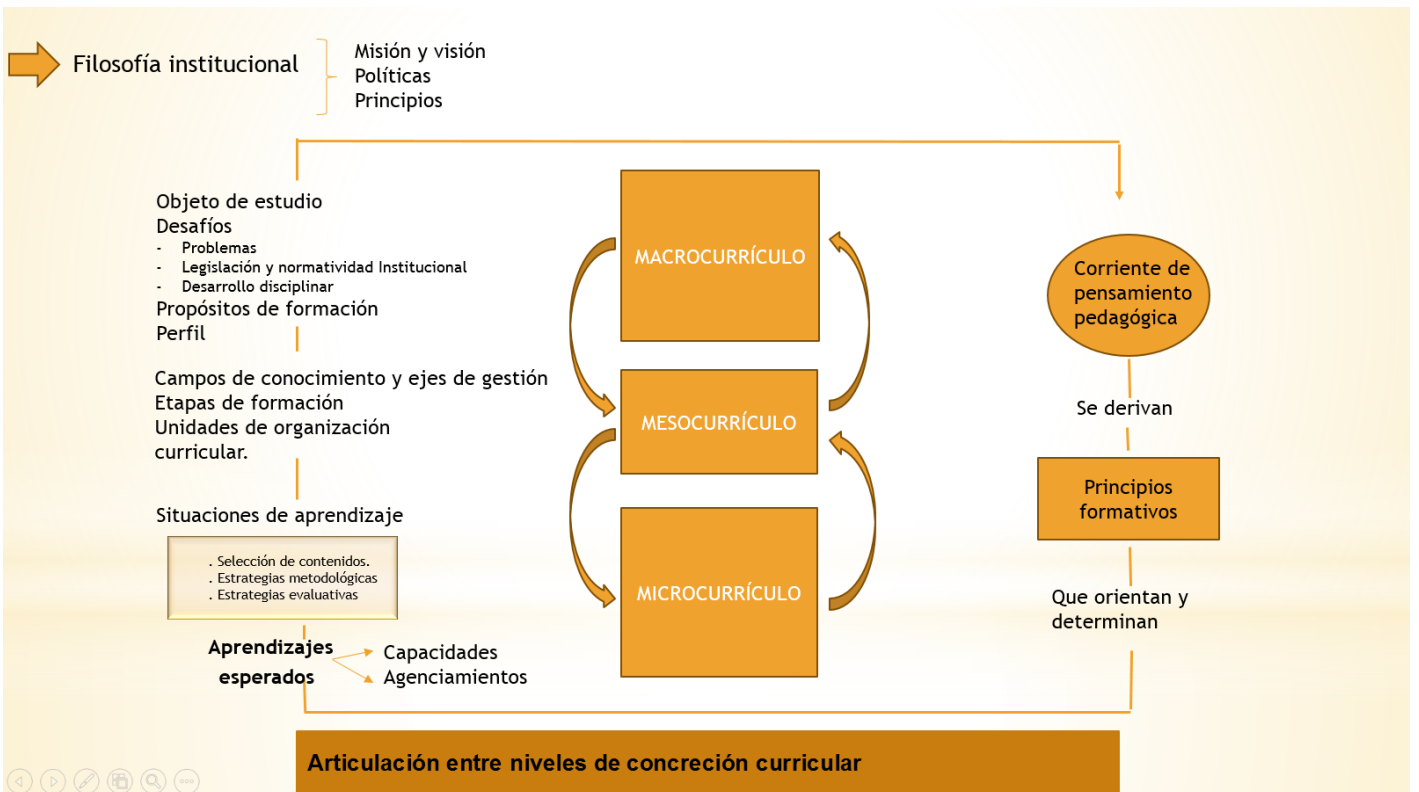 Filosofía institucional
Misión y visión
Políticas
Principios
Objeto de estudio
Desafíos
- Problemas
- Legislación y normatividad Institucional
- Desarrollo disciplinar
Propósitos de formación
Perfil
Campos de conocimiento y ejes de gestión
Etapas de formación
Unidades de organización
curricular.
Situaciones de aprendizaje
. Selección de contenidos.
. Estrategias metodológicas
. Estrategias evaluativas
Aprendizajes
esperados
Capacidades
Agenciamientos
MACROCURRÍCULO
MESOCURRÍCULO
MICROCURRÍCULO
Corriente de
pensamiento
pedagógica
Se derivan
Principios
formativos
Que orientan y
determinan
Articulación entre niveles de concreción curricular